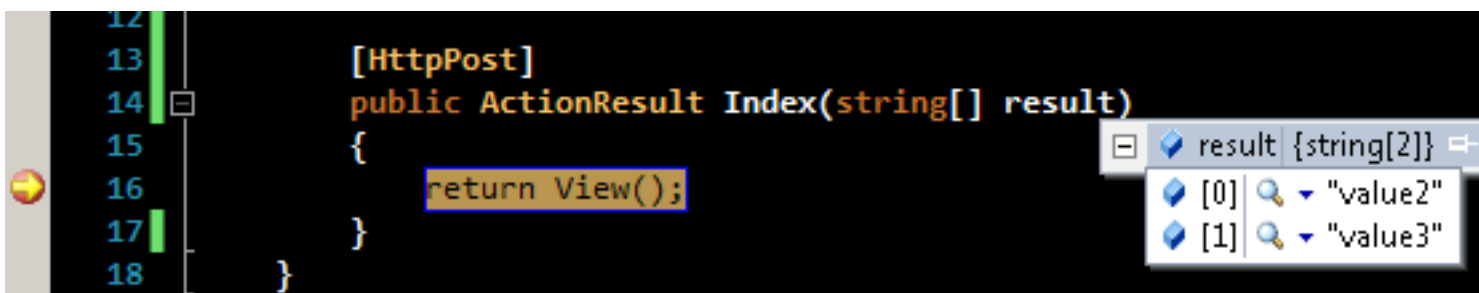 12
13 [HttpPost]
14 public ActionResult Index(string[] result)
15 {
result {string[2]}
16 return View();
[0] "value2"
17 }
[1] "value3"
18 }